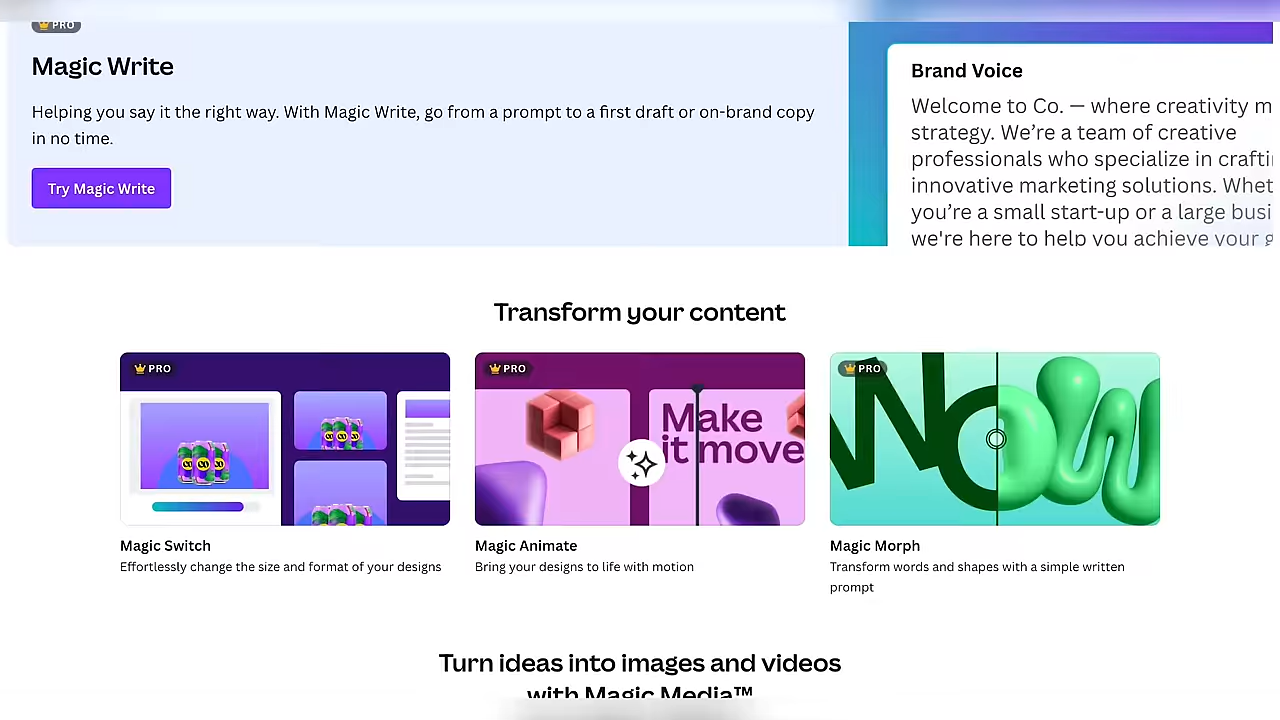 PRO
Magic Write
Helping you say it the right way. With Magic Write, go from a prompt to a first draft or on-brand copy
in no time.
Try Magic Write
Brand Voice
Welcome to Co. — where creativity m
strategy. We're a team of creative
professionals who specialize in crafti
innovative marketing solutions. Whet
you're a small start-up or a large busi
we're here to help you achieve your g
Transform your content
PRO
PRO
Make
it move
PRO
NOW
Magic Switch
Effortlessly change the size and format of your designs
Magic Animate
Bring your designs to life with motion
Magic Morph
Transform words and shapes with a simple written
prompt
Turn ideas into images and videos
with Magic Media™